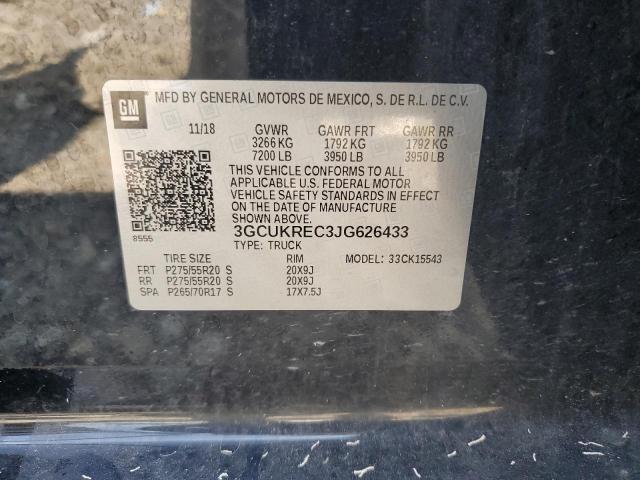 GM
MFD BY GENERAL MOTORS DE MEXICO, S. DE R.L. DE C.V.
11/18 GVWR GAWR FRT GAWR RR
3266 KG 1792 KG 1792 KG
7200 LB 3950 LB 3950 LB
THIS VEHICLE CONFORMS TO ALL
APPLICABLE U.S. FEDERAL MOTOR
VEHICLE SAFETY STANDARDS IN EFFECT
ON THE DATE OF MANUFACTURE
SHOWN ABOVE.
8555 3GCUKREC3JG626433
TYPE: TRUCK
TIRE SIZE RIM MODEL: 33CK15543
FRT P275/55R20 S 20X9J
RR P275/55R20 S 20X9J
SPA P265/70R17 S 17X7.5J